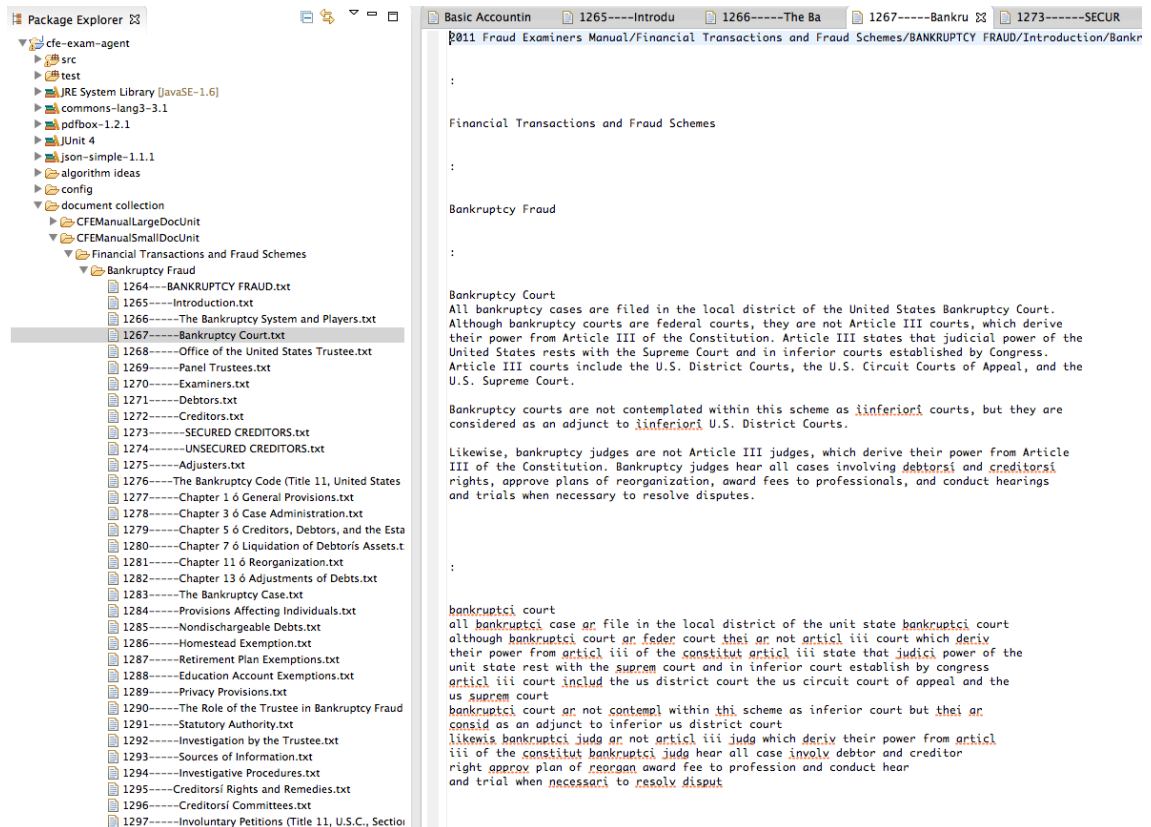 Package Explorer
cfe-exam-agent
src
test
JRE System Library [JavaSE-1.6]
commons-lang3-3.1
pdfbox-1.2.1
JUnit 4
json-simple-1.1.1
algorithm ideas
config
document collection
CFEManualLargeDocUnit
CFEManualSmallDocUnit
Financial Transactions and Fraud Schemes
Bankruptcy Fraud
1264---BANKRUPTCY FRAUD.txt
1265----Introduction.txt
1266-----The Bankruptcy System and Players.txt
1267-----Bankruptcy Court.txt
1268-----Office of the United States Trustee.txt
1269-----Panel Trustees.txt
1270-----Examiners.txt
1271-----Debtors.txt
1272-----Creditors.txt
1273------SECURED CREDITORS.txt
1274------UNSECURED CREDITORS.txt
1275-----Adjusters.txt
1276----The Bankruptcy Code (Title 11, United States
1277-----Chapter 1 ó General Provisions.txt
1278-----Chapter 3 ó Case Administration.txt
1279-----Chapter 5 ó Creditors, Debtors, and the Esta
1280-----Chapter 7 ó Liquidation of Debtorís Assets.t
1281-----Chapter 11 ó Reorganization.txt
1282-----Chapter 13 ó Adjustments of Debts.txt
1283-----The Bankruptcy Case.txt
1284-----Provisions Affecting Individuals.txt
1285-----Nondischargeable Debts.txt
1286-----Homestead Exemption.txt
1287-----Retirement Plan Exemptions.txt
1288-----Education Account Exemptions.txt
1289-----Privacy Provisions.txt
1290-----The Role of the Trustee in Bankruptcy Fraud
1291-----Statutory Authority.txt
1292-----Investigation by the Trustee.txt
1293-----Sources of Information.txt
1294-----Investigative Procedures.txt
1295----Creditorsí Rights and Remedies.txt
1296-----Creditorsí Committees.txt
1297-----Involuntary Petitions (Title 11, U.S.C., Section
Basic Accountin
1265----Introdu
1266-----The Ba
1267-----Bankru
1273------SECUR
2011 Fraud Examiners Manual/Financial Transactions and Fraud Schemes/BANKRUPTCY FRAUD/Introduction/Bankr
:
Financial Transactions and Fraud Schemes
:
Bankruptcy Fraud
:
Bankruptcy Court
All bankruptcy cases are filed in the local district of the United States Bankruptcy Court.
Although bankruptcy courts are federal courts, they are not Article III courts, which derive
their power from Article III of the Constitution. Article III states that judicial power of the
United States rests with the Supreme Court and in inferior courts established by Congress.
Article III courts include the U.S. District Courts, the U.S. Circuit Courts of Appeal, and the
U.S. Supreme Court.
Bankruptcy courts are not contemplated within this scheme as ìinferiorî courts, but they are
considered as an adjunct to ìinferiorî U.S. District Courts.
Likewise, bankruptcy judges are not Article III judges, which derive their power from Article
III of the Constitution. Bankruptcy judges hear all cases involving debtorsí and creditorsí
rights, approve plans of reorganization, award fees to professionals, and conduct hearings
and trials when necessary to resolve disputes.
:
bankruptci court
all bankruptci case ar file in the local district of the unit state bankruptci court
although bankruptci court ar feder court thei ar not articl iii court which deriv
their power from articl iii of the constitut articl iii state that judici power of the
unit state rest with the suprem court and in inferior court establish by congress
articl iii court includ the us district court the us circuit court of appeal and the
us suprem court
bankruptci court ar not contempl within thi scheme as inferior court but thei ar
consid as an adjunct to inferior us district court
likewis bankruptci judg ar not articl iii judg which deriv their power from articl
iii of the constitut bankruptci judg hear all case involv debtor and creditor
right approv plan of reorgan award fee to profession and conduct hear
and trial when necessari to resolv disput